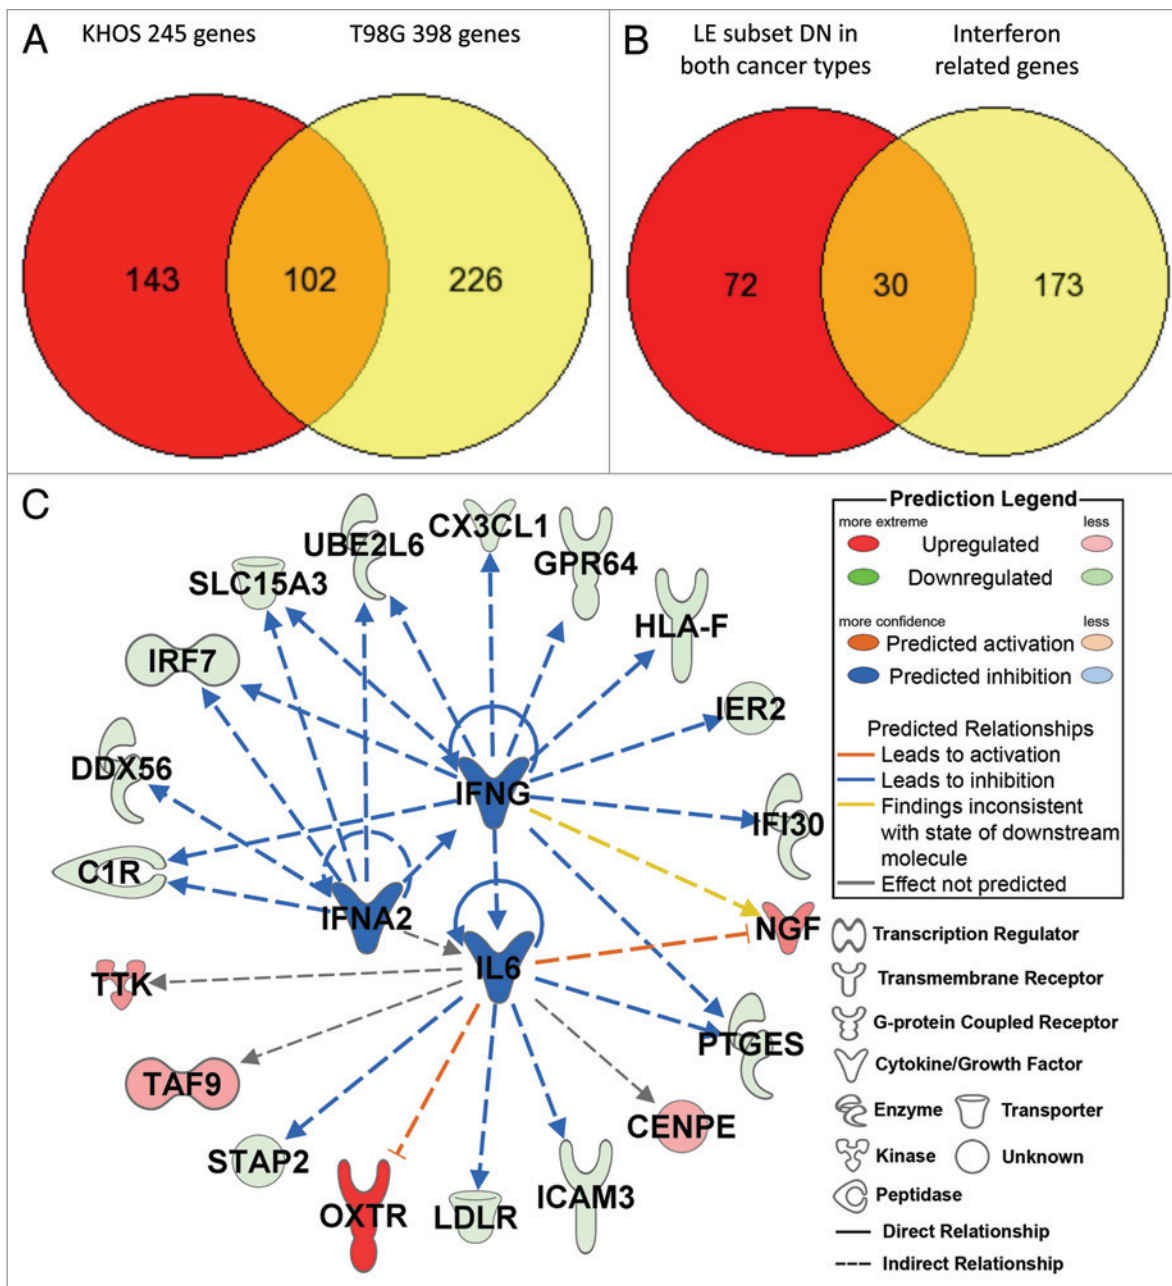 A
KHOS 245 genes
T98G 398 genes
143
102
226
B
LE subset DN in
both cancer types
Interferon
related genes
72
30
173
C
UBE2L6
CX3CL1
GPR64
SLC15A3
HLA-F
IRF7
IER2
DDX56
IFNG
IFI30
C1R
IFNA2
NGF
IL6
TTK
PTGES
TAF9
CENPE
STAP2
OXTR
LDLR
ICAM3
Prediction Legend
more extreme
less
Upregulated
Downregulated
more confidence
less
Predicted activation
Predicted inhibition
Predicted Relationships
Leads to activation
Leads to inhibition
Findings inconsistent
with state of downstream
molecule
Effect not predicted
Transcription Regulator
Transmembrane Receptor
G-protein Coupled Receptor
Cytokine/Growth Factor
Enzyme
Transporter
Kinase
Unknown
Peptidase
Direct Relationship
Indirect Relationship